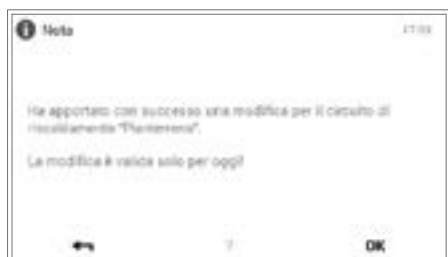 Nota
17:03
Ha apportato con successo una modifica per il circuito di
riscaldamento "Pianterreno".
La modifica è valida solo per oggi!
?
OK